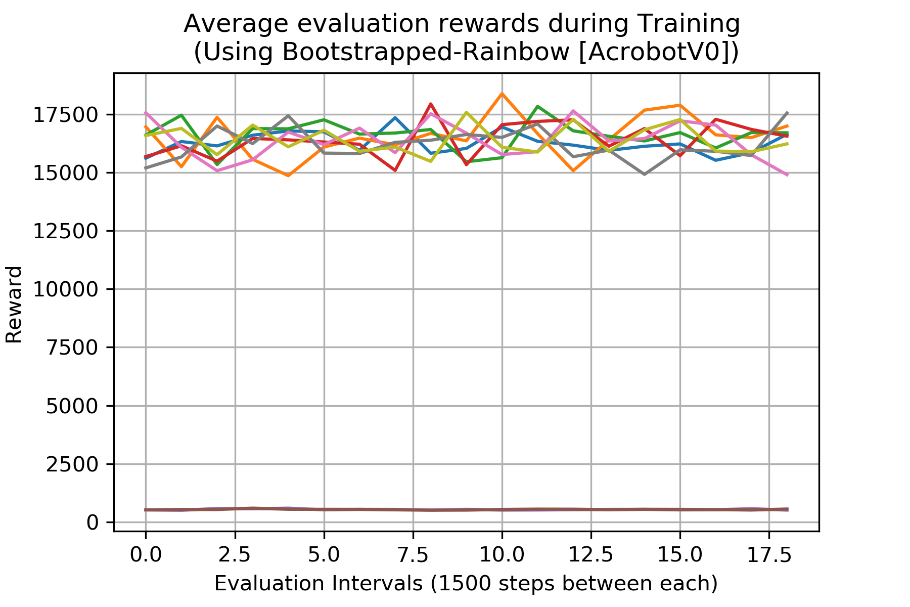 Average evaluation rewards during Training
(Using Bootstrapped-Rainbow [AcrobotV0])
17500
15000
12500
10000
7500
5000
2500
0
Reward
0.0 2.5 5.0 7.5 10.0 12.5 15.0 17.5
Evaluation Intervals (1500 steps between each)